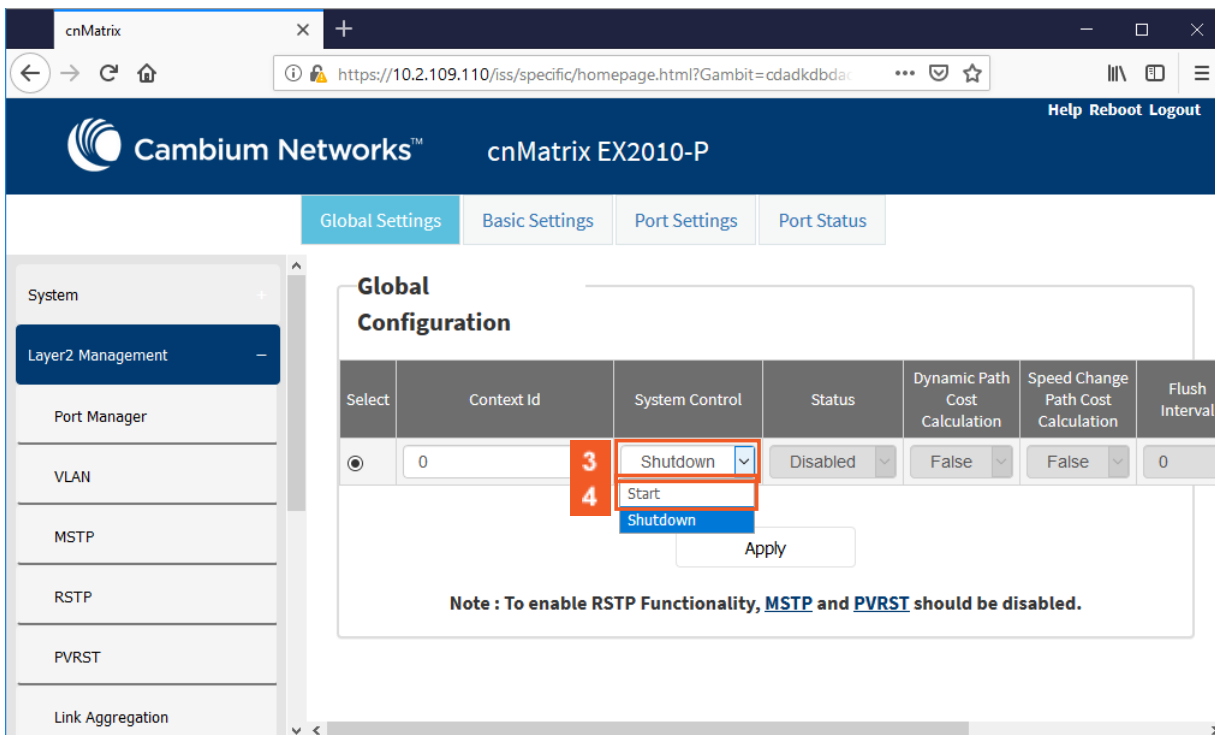 cnMatrix
https://10.2.109.110/iss/specific/homepage.html?Gambit=cdadkdbdac
Help Reboot Logout
Cambium Networks™ cnMatrix EX2010-P
Global Settings Basic Settings Port Settings Port Status
System +
Layer2 Management –
Port Manager
VLAN
MSTP
RSTP
PVRST
Link Aggregation
Global
Configuration
Select Context Id System Control Status Dynamic Path Cost Calculation Speed Change Path Cost Calculation Flush Interval
0 3 Shutdown Disabled False False 0
4 Start
Shutdown
Apply
Note : To enable RSTP Functionality, MSTP and PVRST should be disabled.